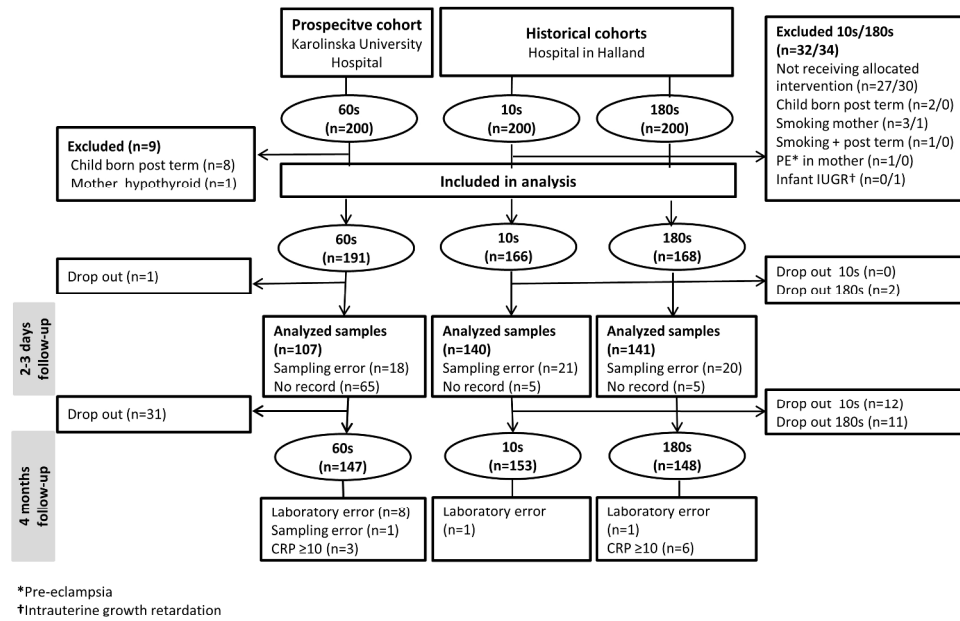 Prospecitve cohort
Karolinska University
Hospital
Historical cohorts
Hospital in Halland
Excluded 10s/180s
(n=32/34)
Not receiving allocated
intervention (n=27/30)
Child born post term (n=2/0)
Smoking mother (n=3/1)
Smoking + post term (n=1/0)
PE* in mother (n=1/0)
Infant IUGR† (n=0/1)
60s
(n=200)
10s
(n=200)
180s
(n=200)
Excluded (n=9)
Child born post term (n=8)
Mother hypothyroid (n=1)
Included in analysis
60s
(n=191)
10s
(n=166)
180s
(n=168)
Drop out (n=1)
Drop out 10s (n=0)
Drop out 180s (n=2)
2-3 days
follow-up
Analyzed samples
(n=107)
Sampling error (n=18)
No record (n=65)
Analyzed samples
(n=140)
Sampling error (n=21)
No record (n=5)
Analyzed samples
(n=141)
Sampling error (n=20)
No record (n=5)
Drop out (n=31)
Drop out 10s (n=12)
Drop out 180s (n=11)
4 months
follow-up
60s
(n=147)
10s
(n=153)
180s
(n=148)
Laboratory error (n=8)
Sampling error (n=1)
CRP ≥10 (n=3)
Laboratory error
(n=1)
Laboratory error
(n=1)
CRP ≥10 (n=6)
*Pre-eclampsia
†Intrauterine growth retardation